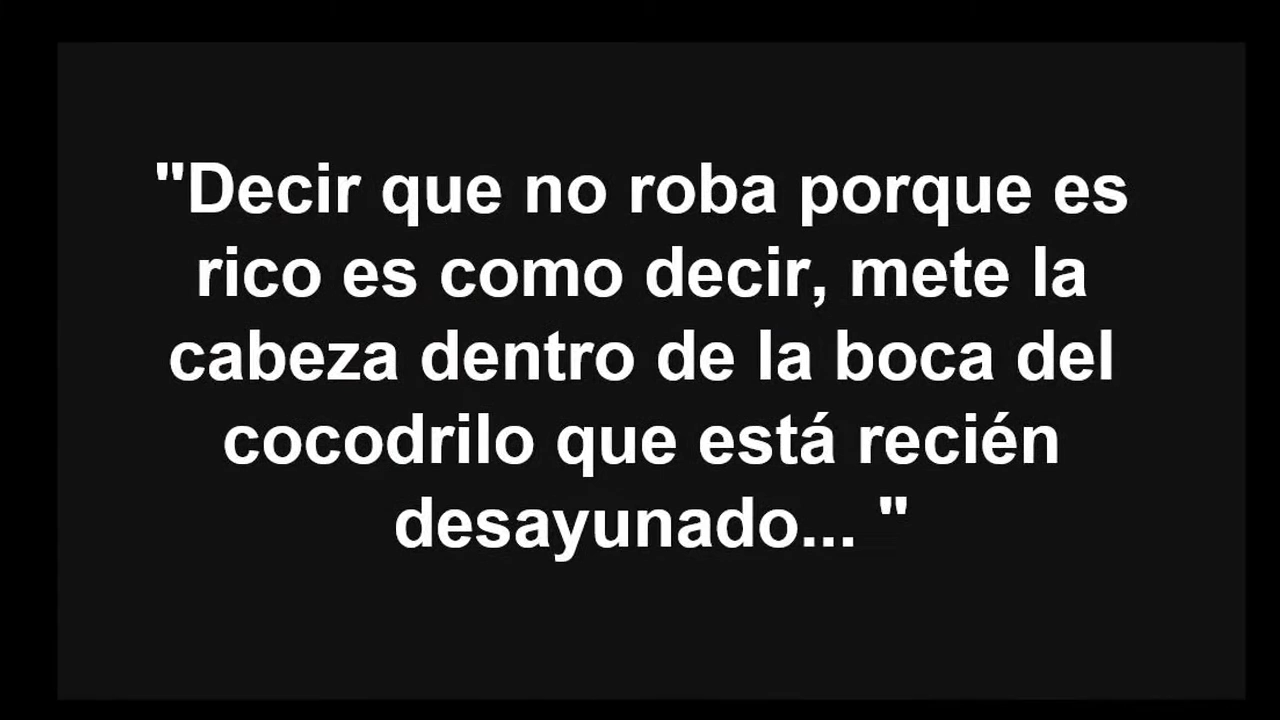 "Decir que no roba porque es
rico es como decir, mete la
cabeza dentro de la boca del
cocodrilo que está recién
desayunado... "